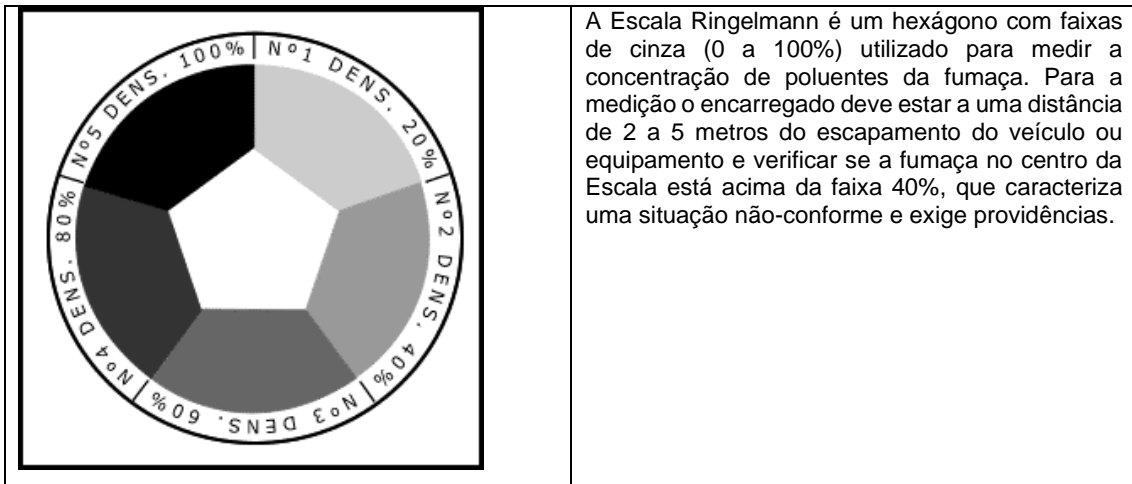 Nº1 DENS. 20%
Nº2 DENS. 40%
Nº3 DENS. 60%
Nº4 DENS. 80%
Nº5 DENS. 100%
A Escala Ringelmann é um hexágono com faixas
de cinza (0 a 100%) utilizado para medir a
concentração de poluentes da fumaça. Para a
medição o encarregado deve estar a uma distância
de 2 a 5 metros do escapamento do veículo ou
equipamento e verificar se a fumaça no centro da
Escala está acima da faixa 40%, que caracteriza
uma situação não-conforme e exige providências.